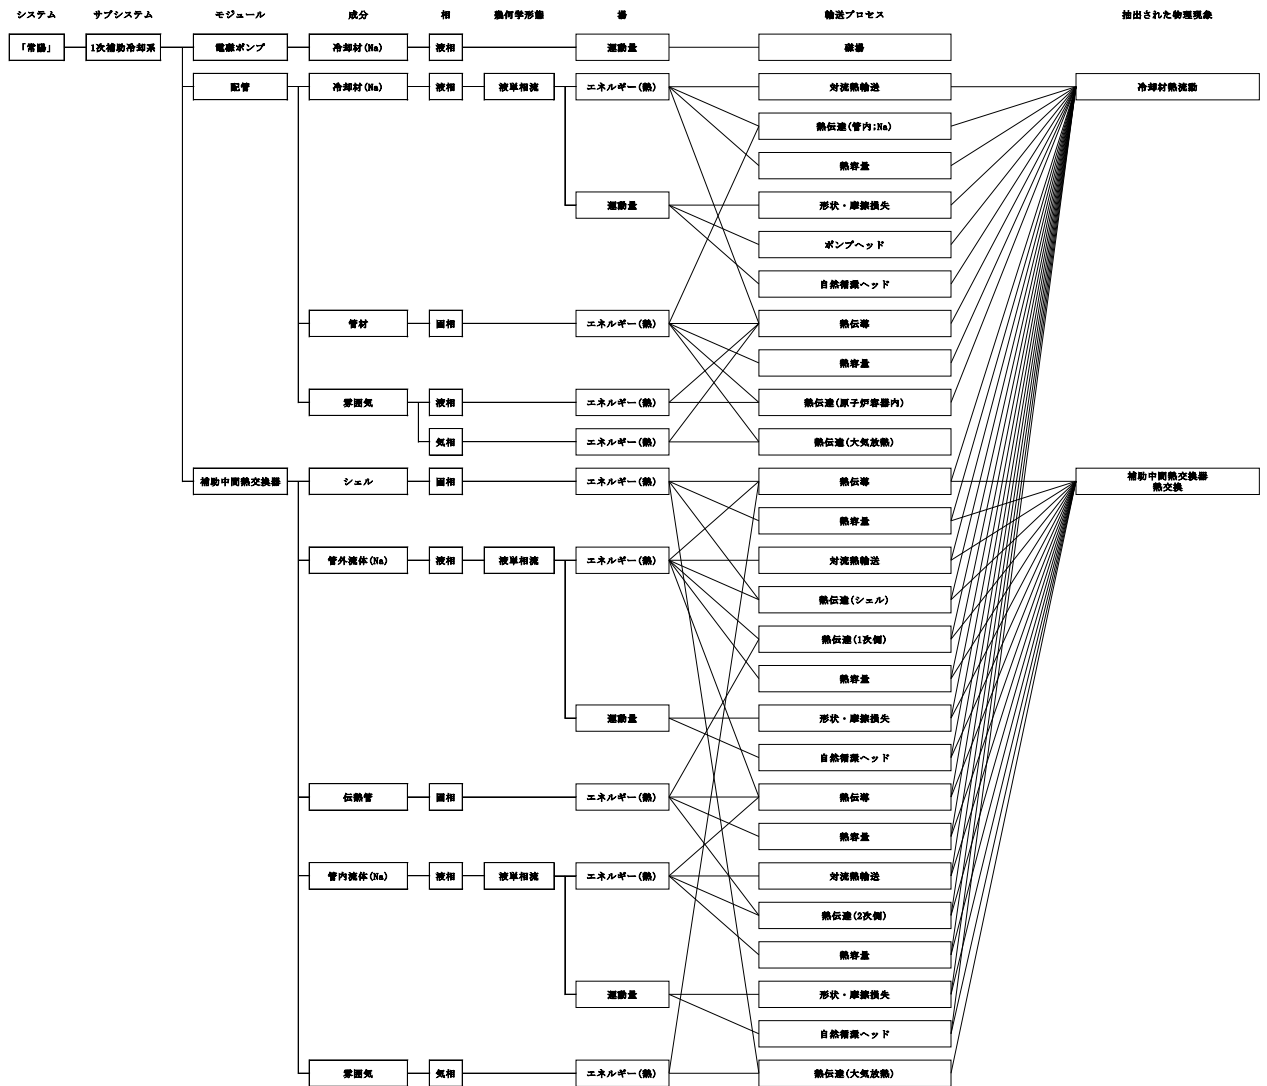 システム サブシステム モジュール 成分 相 幾何学形態 場 輸送プロセス 抽出された物理現象
「常陽」 1次補助冷却系 電磁ポンプ 冷却材(Na) 液相 運動量 磁場
配管 冷却材(Na) 液相 液単相流 エネルギー(熱) 対流熱輸送 冷却材熱流動
熱伝達(管内;Na)
熱容量
運動量 形状・摩擦損失
ポンプヘッド
自然循環ヘッド
管材 固相 エネルギー(熱) 熱伝導
熱容量
雰囲気 液相 エネルギー(熱) 熱伝達(原子炉容器内)
気相 エネルギー(熱) 熱伝達(大気放熱)
補助中間熱交換器 シェル 固相 エネルギー(熱) 熱伝導 補助中間熱交換器
熱交換
熱容量
管外流体(Na) 液相 液単相流 エネルギー(熱) 対流熱輸送
熱伝達(シェル)
熱伝達(1次側)
熱容量
運動量 形状・摩擦損失
自然循環ヘッド
伝熱管 固相 エネルギー(熱) 熱伝導
熱容量
管内流体(Na) 液相 液単相流 エネルギー(熱) 対流熱輸送
熱伝達(2次側)
熱容量
運動量 形状・摩擦損失
自然循環ヘッド
雰囲気 気相 エネルギー(熱) 熱伝達(大気放熱)